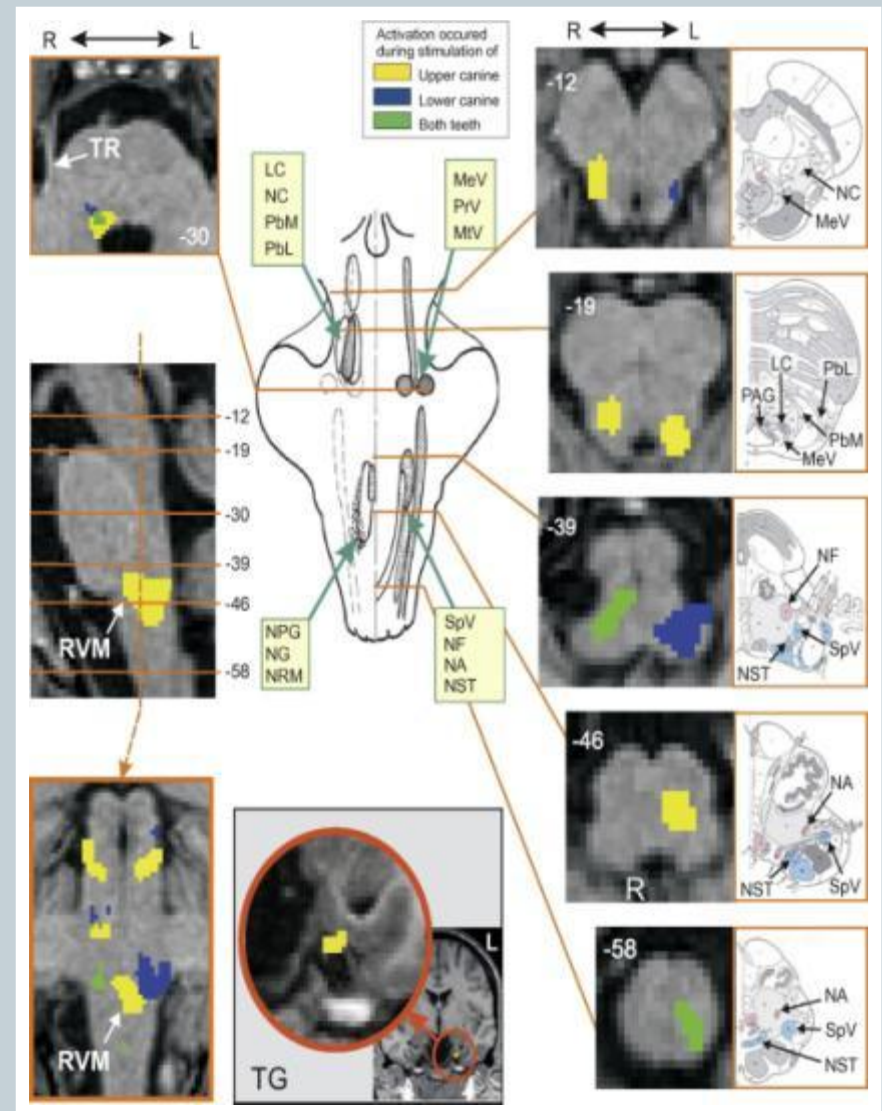 R L
Activation occured
during stimulation of
Upper canine
Lower canine
Both teeth
R L
TR
-30
LC
NC
PbM
PbL
MeV
PrV
MtV
-12
NC
MeV
-19
LC
PbL
PAG
PbM
MeV
-12
-19
-30
-39
-46
-58
RVM
-39
NF
SpV
NST
NPG
NG
NRM
SpV
NF
NA
NST
-46
R
NA
NST
SpV
RVM
TG
L
-58
NA
SpV
NST